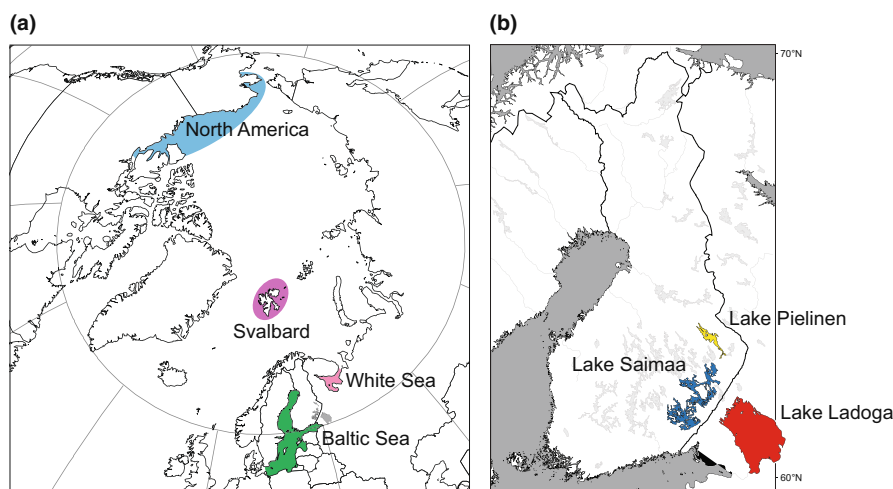 (a)
North America
Svalbard
White Sea
Baltic Sea
(b)
70°N
Lake Pielinen
Lake Saimaa
Lake Ladoga
60°N